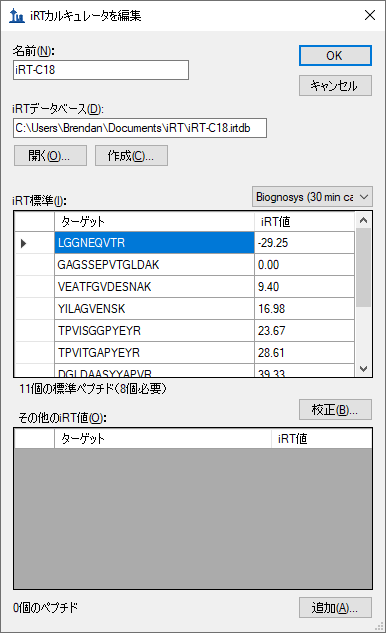 iRTカルキュレータを編集
名前(N):
OK
iRT-C18
キャンセル
iRTデータベース(D):
C:\Users\Brendan\Documents\iRT\iRT-C18.irtdb
開く(O)...
作成(C)...
iRT標準(I):
Biognosys (30 min ca
ターゲット iRT値
LGGNEQVTR -29.25
GAGSSEPVTGLDAK 0.00
VEATFGVDESNAK 9.40
YILAGVENSK 16.98
TPVISGGPYEYR 23.67
TPVITGAPYEYR 28.61
DGLDAASYYAPVR 39.33
11個の標準ペプチド(8個必要)
校正(B)...
その他のiRT値(O):
ターゲット iRT値
0個のペプチド
追加(A)...